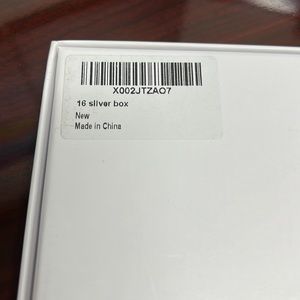 X002JTZAO7
16 silver box
New
Made in China